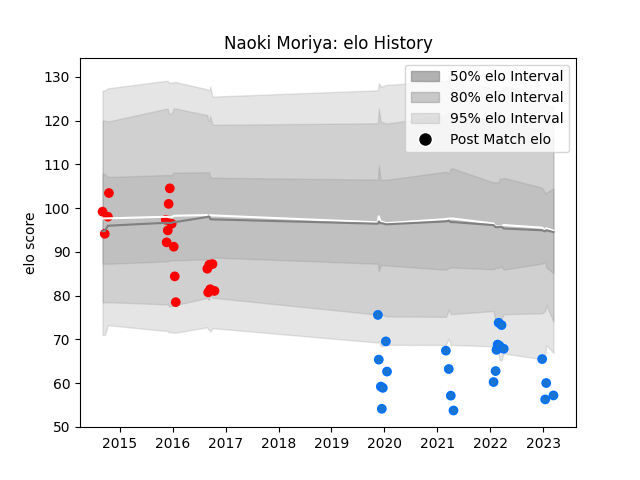 Naoki Moriya: elo History
50% elo Interval
80% elo Interval
95% elo Interval
Post Match elo
elo score
130
120
110
100
90
80
70
60
50
2015 2016 2017 2018 2019 2020 2021 2022 2023